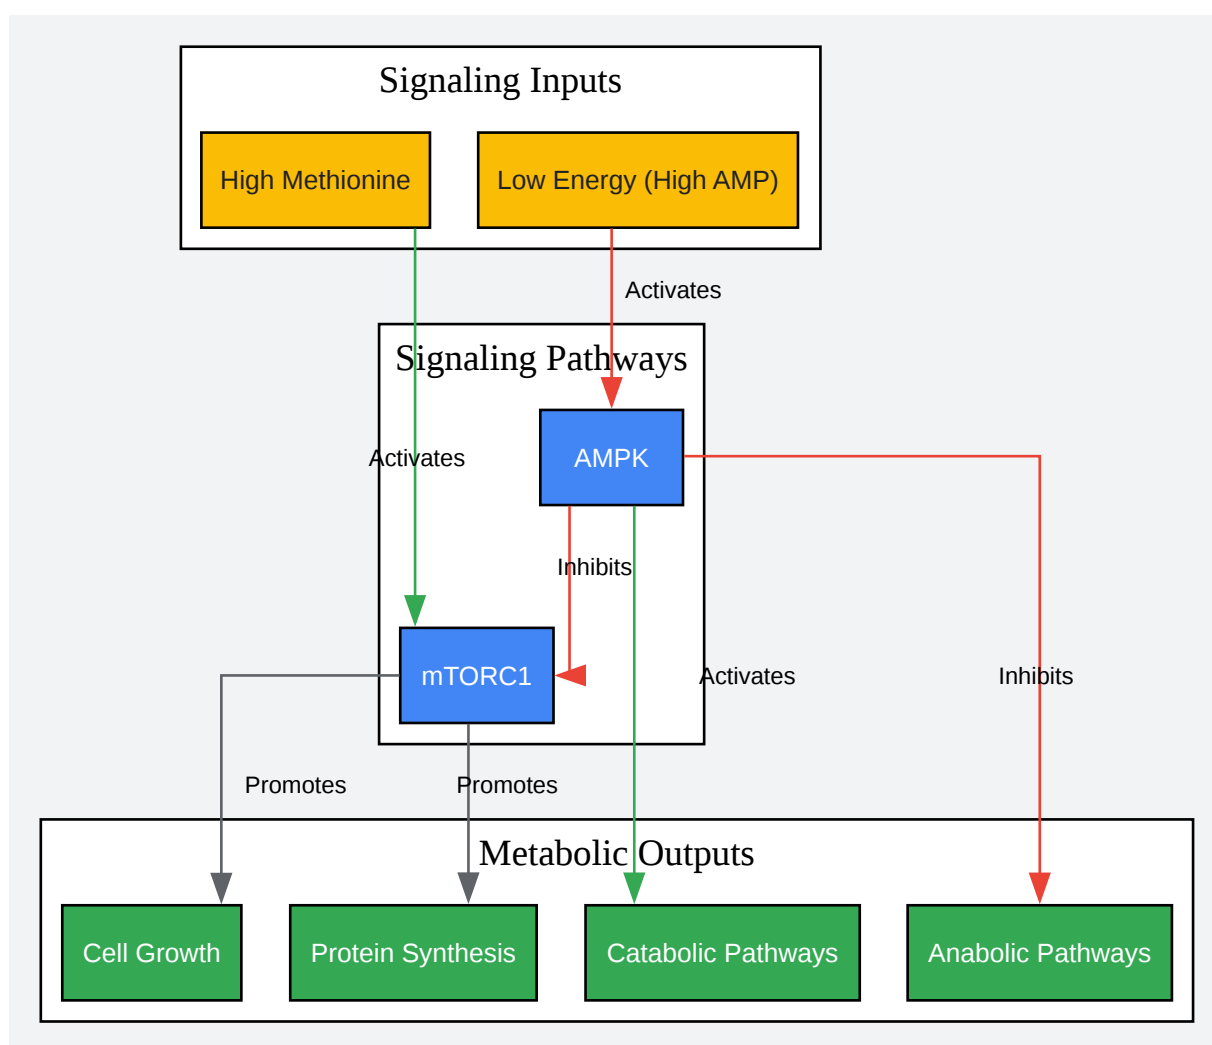 Signaling Inputs
High Methionine
Low Energy (High AMP)
Activates
Signaling Pathways
Activates
AMPK
Inhibits
mTORC1
Activates
Inhibits
Promotes
Promotes
Metabolic Outputs
Cell Growth
Protein Synthesis
Catabolic Pathways
Anabolic Pathways